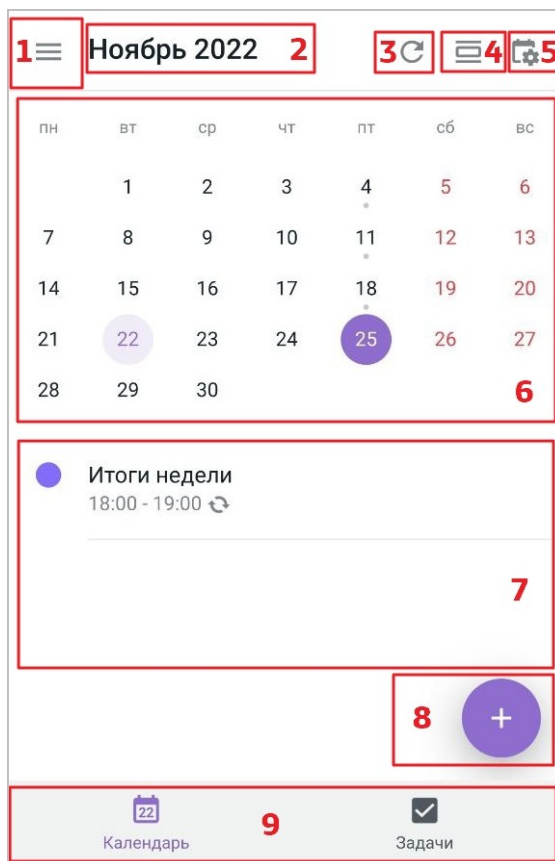 1 Ноябрь 2022 2 3 4 5
пн вт ср чт пт сб вс
1 2 3 4 5 6
7 8 9 10 11 12 13
14 15 16 17 18 19 20
21 22 23 24 25 26 27
28 29 30 6
Итоги недели
18:00 - 19:00
7
8 +
22
9
Календарь Задачи